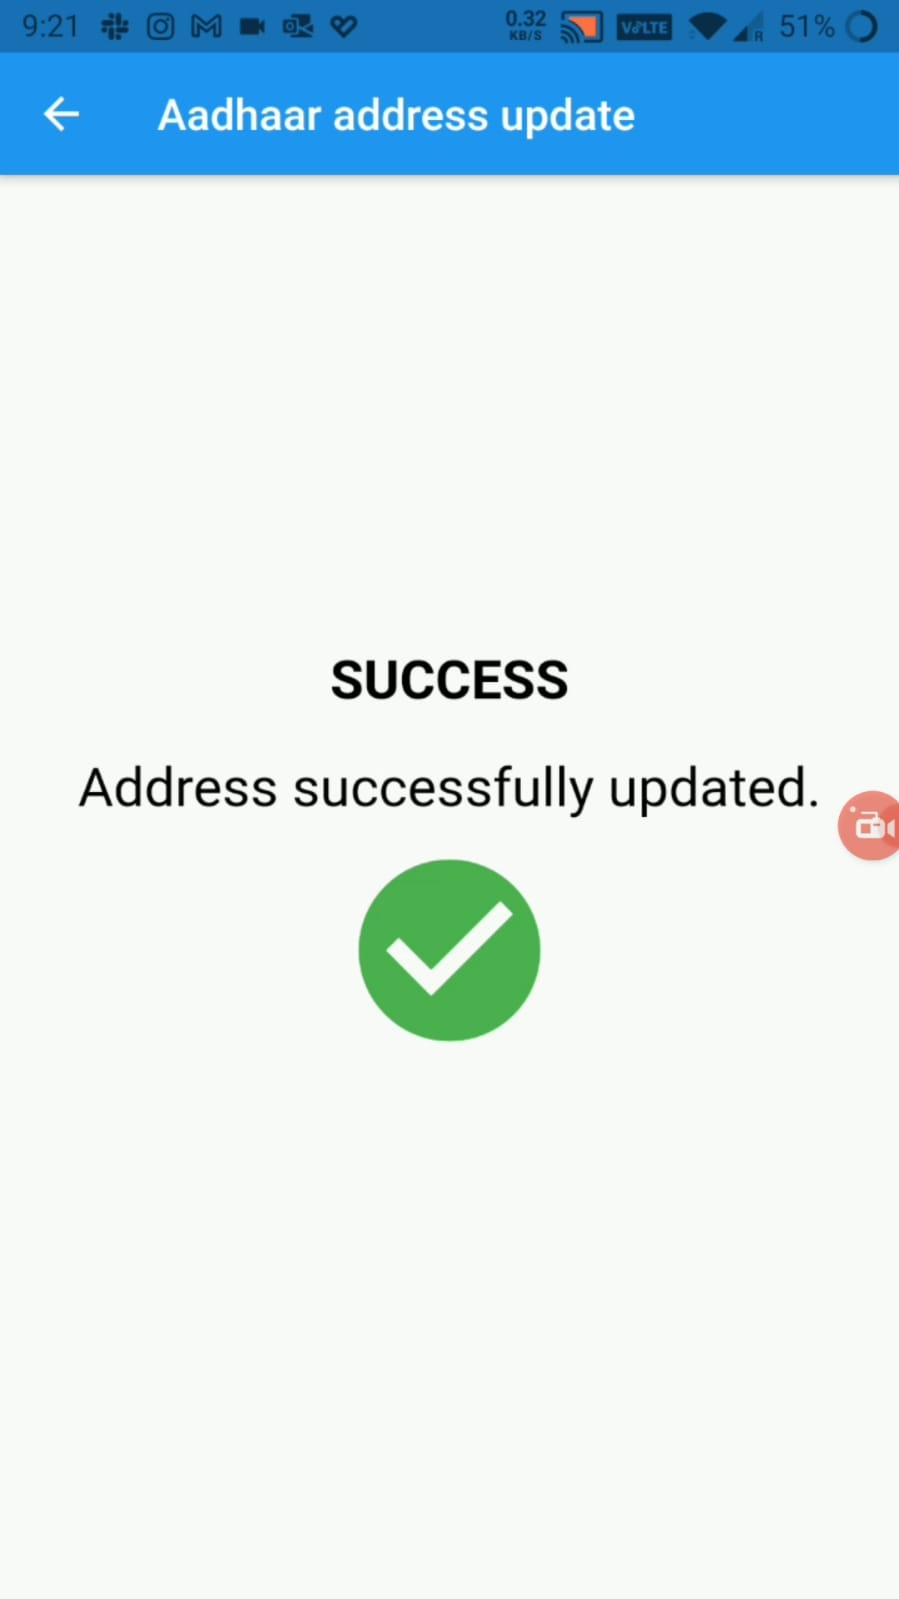 9:21 0.32 KB/S VoLTE R 51%
Aadhaar address update
SUCCESS
Address successfully updated.